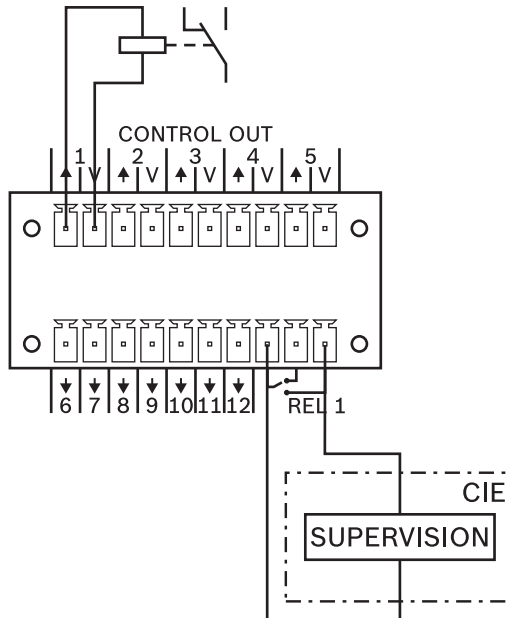 CONTROL OUT
1 2 3 4 5
V V V V V
6 7 8 9 10 11 12 REL 1
CIE
SUPERVISION